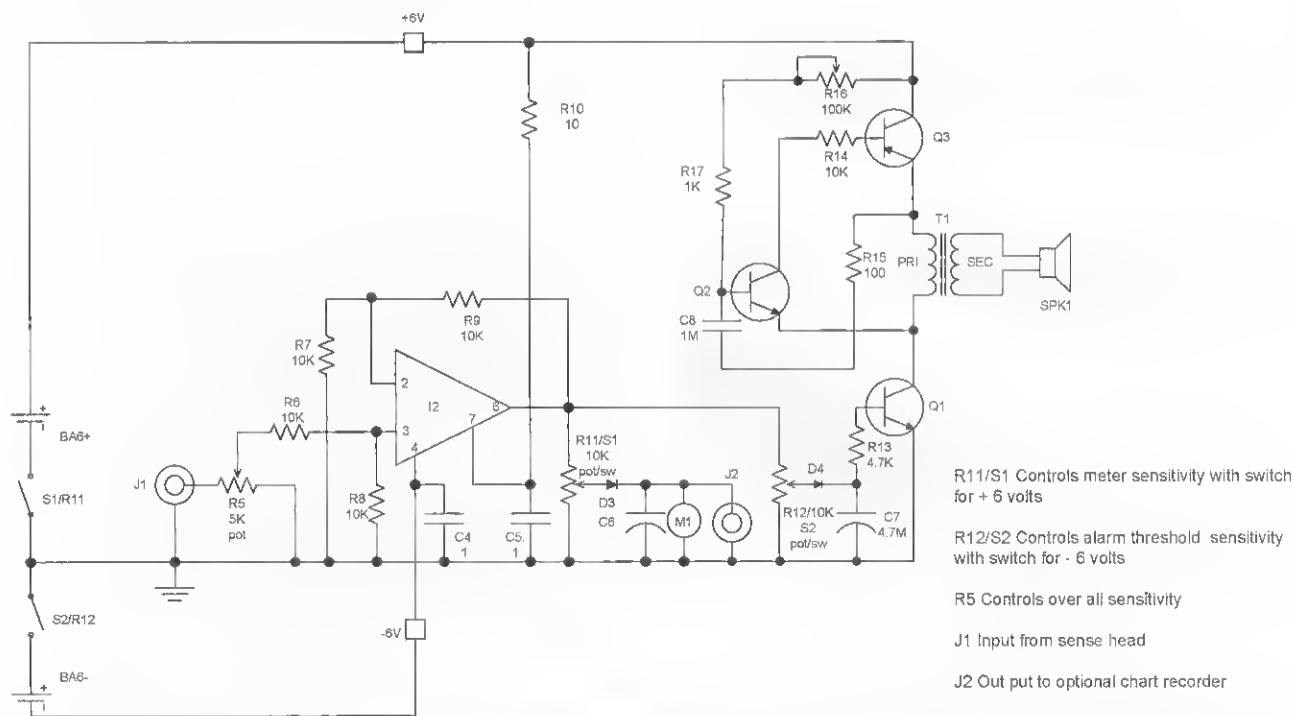 +6V
R16
100K
R10
10
Q3
R14
10K
R17
1K
T1
R15
100
PRI
SEC
SPK1
Q2
C8
1M
R9
10K
R7
10K
2
I2
6
R6
10K
3
7
4
Q1
BA6+
R11/S1
10K
pot/sw
R13
4.7K
J1
R5
5K
pot
R8
10K
D3
C6
M1
J2
D4
S1/R11
C4
.1
C5
.1
R12/10K
S2
pot/sw
C7
4.7M
S2/R12
-6V
BA6-
R11/S1 Controls meter sensitivity with switch
for + 6 volts
R12/S2 Controls alarm threshold sensitivity
with switch for - 6 volts
R5 Controls over all sensitivity
J1 Input from sense head
J2 Out put to optional chart recorder